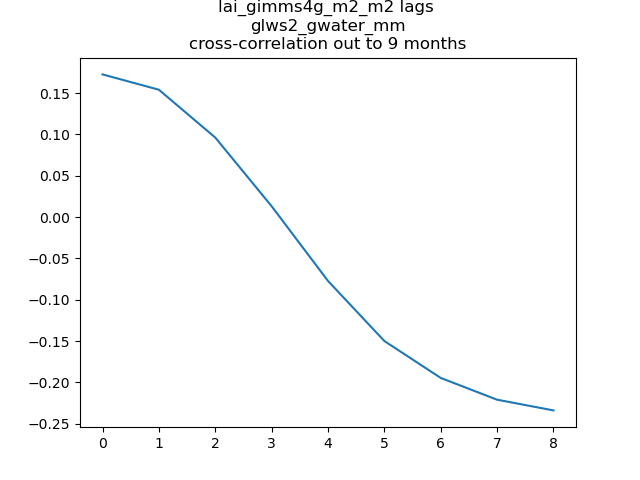 lai_gimms4g_m2_m2 lags
glws2_gwater_mm
cross-correlation out to 9 months
0.15
0.10
0.05
0.00
−0.05
−0.10
−0.15
−0.20
−0.25
0 1 2 3 4 5 6 7 8